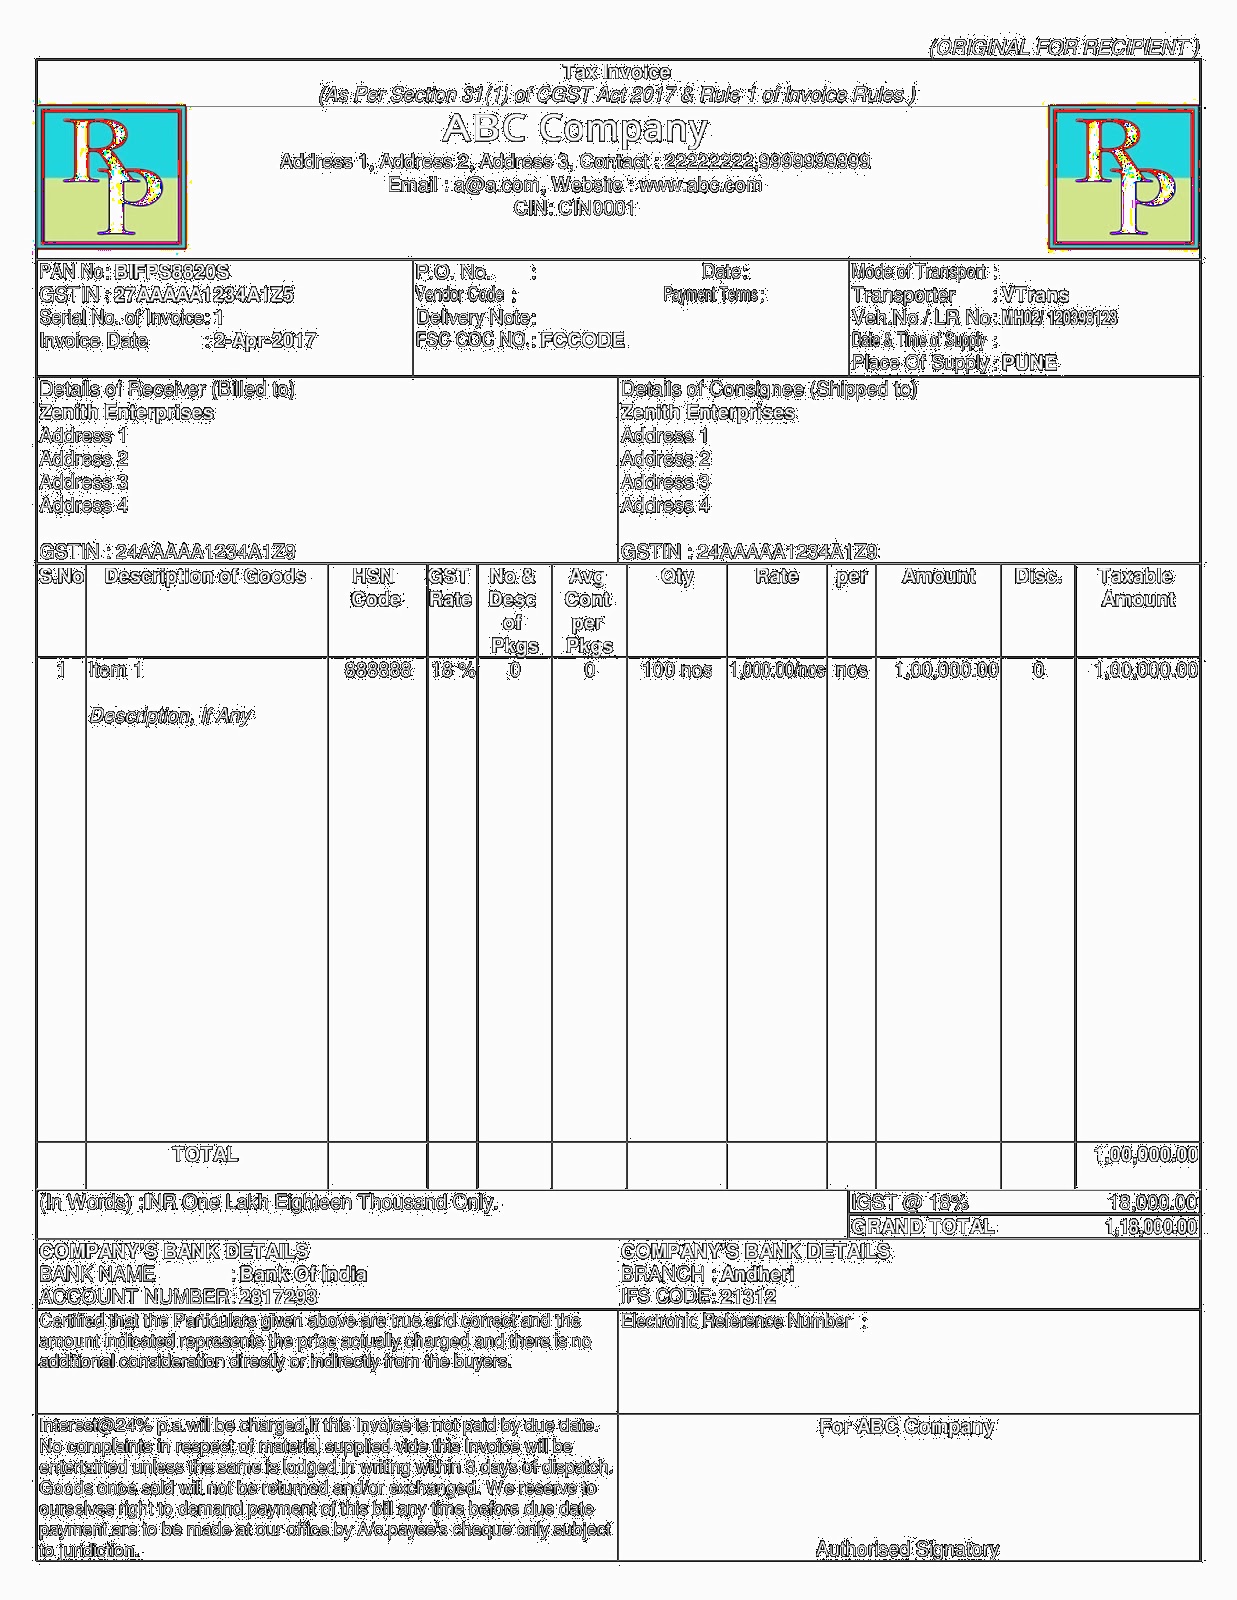 (ORIGINAL FOR RECIPIENT )
Tax Invoice
(As Per Section 31(1) of CGST Act 2017 & Rule 1 of Invoice Rules )
RP
RP
ABC Company
Address 1, Address 2, Address 3, Contact : 22222222,9999999999
Email : a@a.com, Website : www.abc.com
CIN: CIN0001
PAN No: BIFPS8820S
GSTIN : 27AAAAA1234A1Z5
Serial No. of Invoice: 1
Invoice Date : 2-Apr-2017
P.O. No. : Date:
Vendor Code : Payment Terms:
Delivery Note:
FSC COC NO. : FCCODE
Mode of Transport :
Transporter : VTrans
Veh.No / LR No: MH02/ 120393123
Date & Time of Supply :
Place Of Supply : PUNE
Details of Receiver (Billed to)
Zenith Enterprises
Address 1
Address 2
Address 3
Address 4
GSTIN : 24AAAAA1234A1Z9
Details of Consignee (Shipped to)
Zenith Enterprises
Address 1
Address 2
Address 3
Address 4
GSTIN : 24AAAAA1234A1Z9
S.No Description of Goods HSN Code GST Rate No & Desc of Pkgs Avg Cont per Pkgs Qty Rate per Amount Disc. Taxable Amount
1 Item 1 888888 18 % 0 0 100 nos 1,000.00/nos nos 1,00,000.00 0 1,00,000.00
Description, If Any
TOTAL 1,00,000.00
(In Words) :INR One Lakh Eighteen Thousand Only.
IGST @ 18% 18,000.00
GRAND TOTAL 1,18,000.00
COMPANY'S BANK DETAILS
BANK NAME : Bank Of India
ACCOUNT NUMBER: 2817293
COMPANY'S BANK DETAILS
BRANCH : Andheri
IFS CODE: 21312
Certified that the Particulars given above are true and correct and the
amount indicated represents the price actually charged and there is no
additional consideration directly or indirectly from the buyers.
Electronic Reference Number :
Interest@24% p.a.will be charged,if this Invoice is not paid by due date.
No complaints in respect of material supplied vide this Invoice will be
entertained unless the same is lodged in writing within 3 days of dispatch.
Goods once sold will not be returned and/or exchanged. We reserve to
ourselves right to demand payment of this bill any time before due date
payment are to be made at our office by A/c.payee's cheque only subject
to juridiction.
For ABC Company
Authorised Signatory